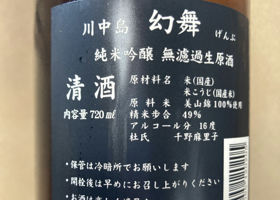 川中島 幻舞 げんぶ
純米吟醸 無濾過生原酒
清酒
内容量720ml
原材料名 米(国産)
米こうじ(国産米)
原料米 美山錦100%使用
精米歩合 49%
アルコール分 16度
杜氏 千野麻里子
・保管は冷暗所でお願いします
・開栓後は早めにお召し上がりください